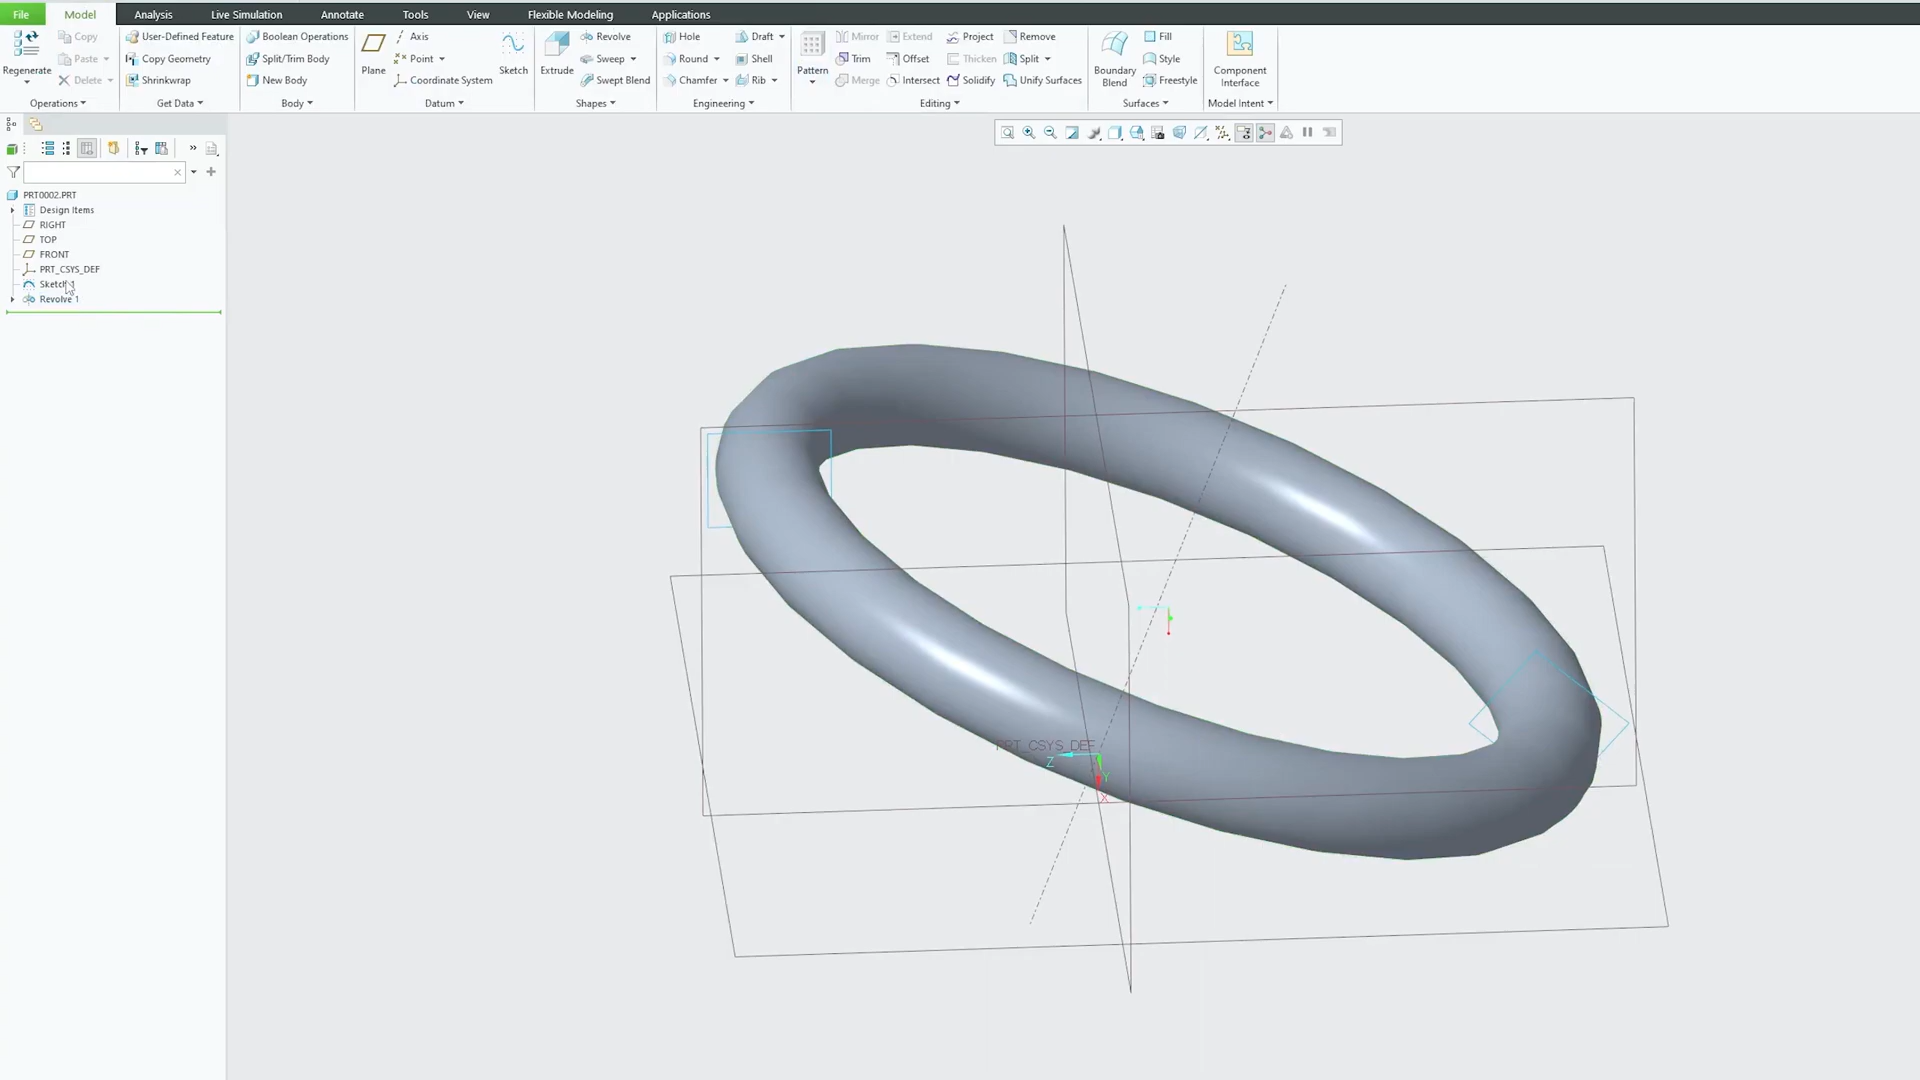 File Model Analysis Live Simulation Annotate Tools View Flexible Modeling Applications
Regenerate
Copy
Paste
Delete
Operations
User-Defined Feature
Copy Geometry
Shrinkwrap
Get Data
Boolean Operations
Split/Trim Body
New Body
Body
Plane
Axis
Point
Coordinate System
Sketch
Datum
Extrude
Revolve
Sweep
Swept Blend
Shapes
Hole
Round
Chamfer
Draft
Shell
Rib
Engineering
Pattern
Mirror
Trim
Merge
Extend
Offset
Intersect
Project
Thicken
Solidify
Remove
Split
Unify Surfaces
Editing
Boundary
Blend
Fill
Style
Freestyle
Surfaces
Component
Interface
Model Intent
PRT0002.PRT
Design Items
RIGHT
TOP
FRONT
PRT_CSYS_DEF
Sketch 1
Revolve 1
PRT_CSYS_DEF
Z
Y
X